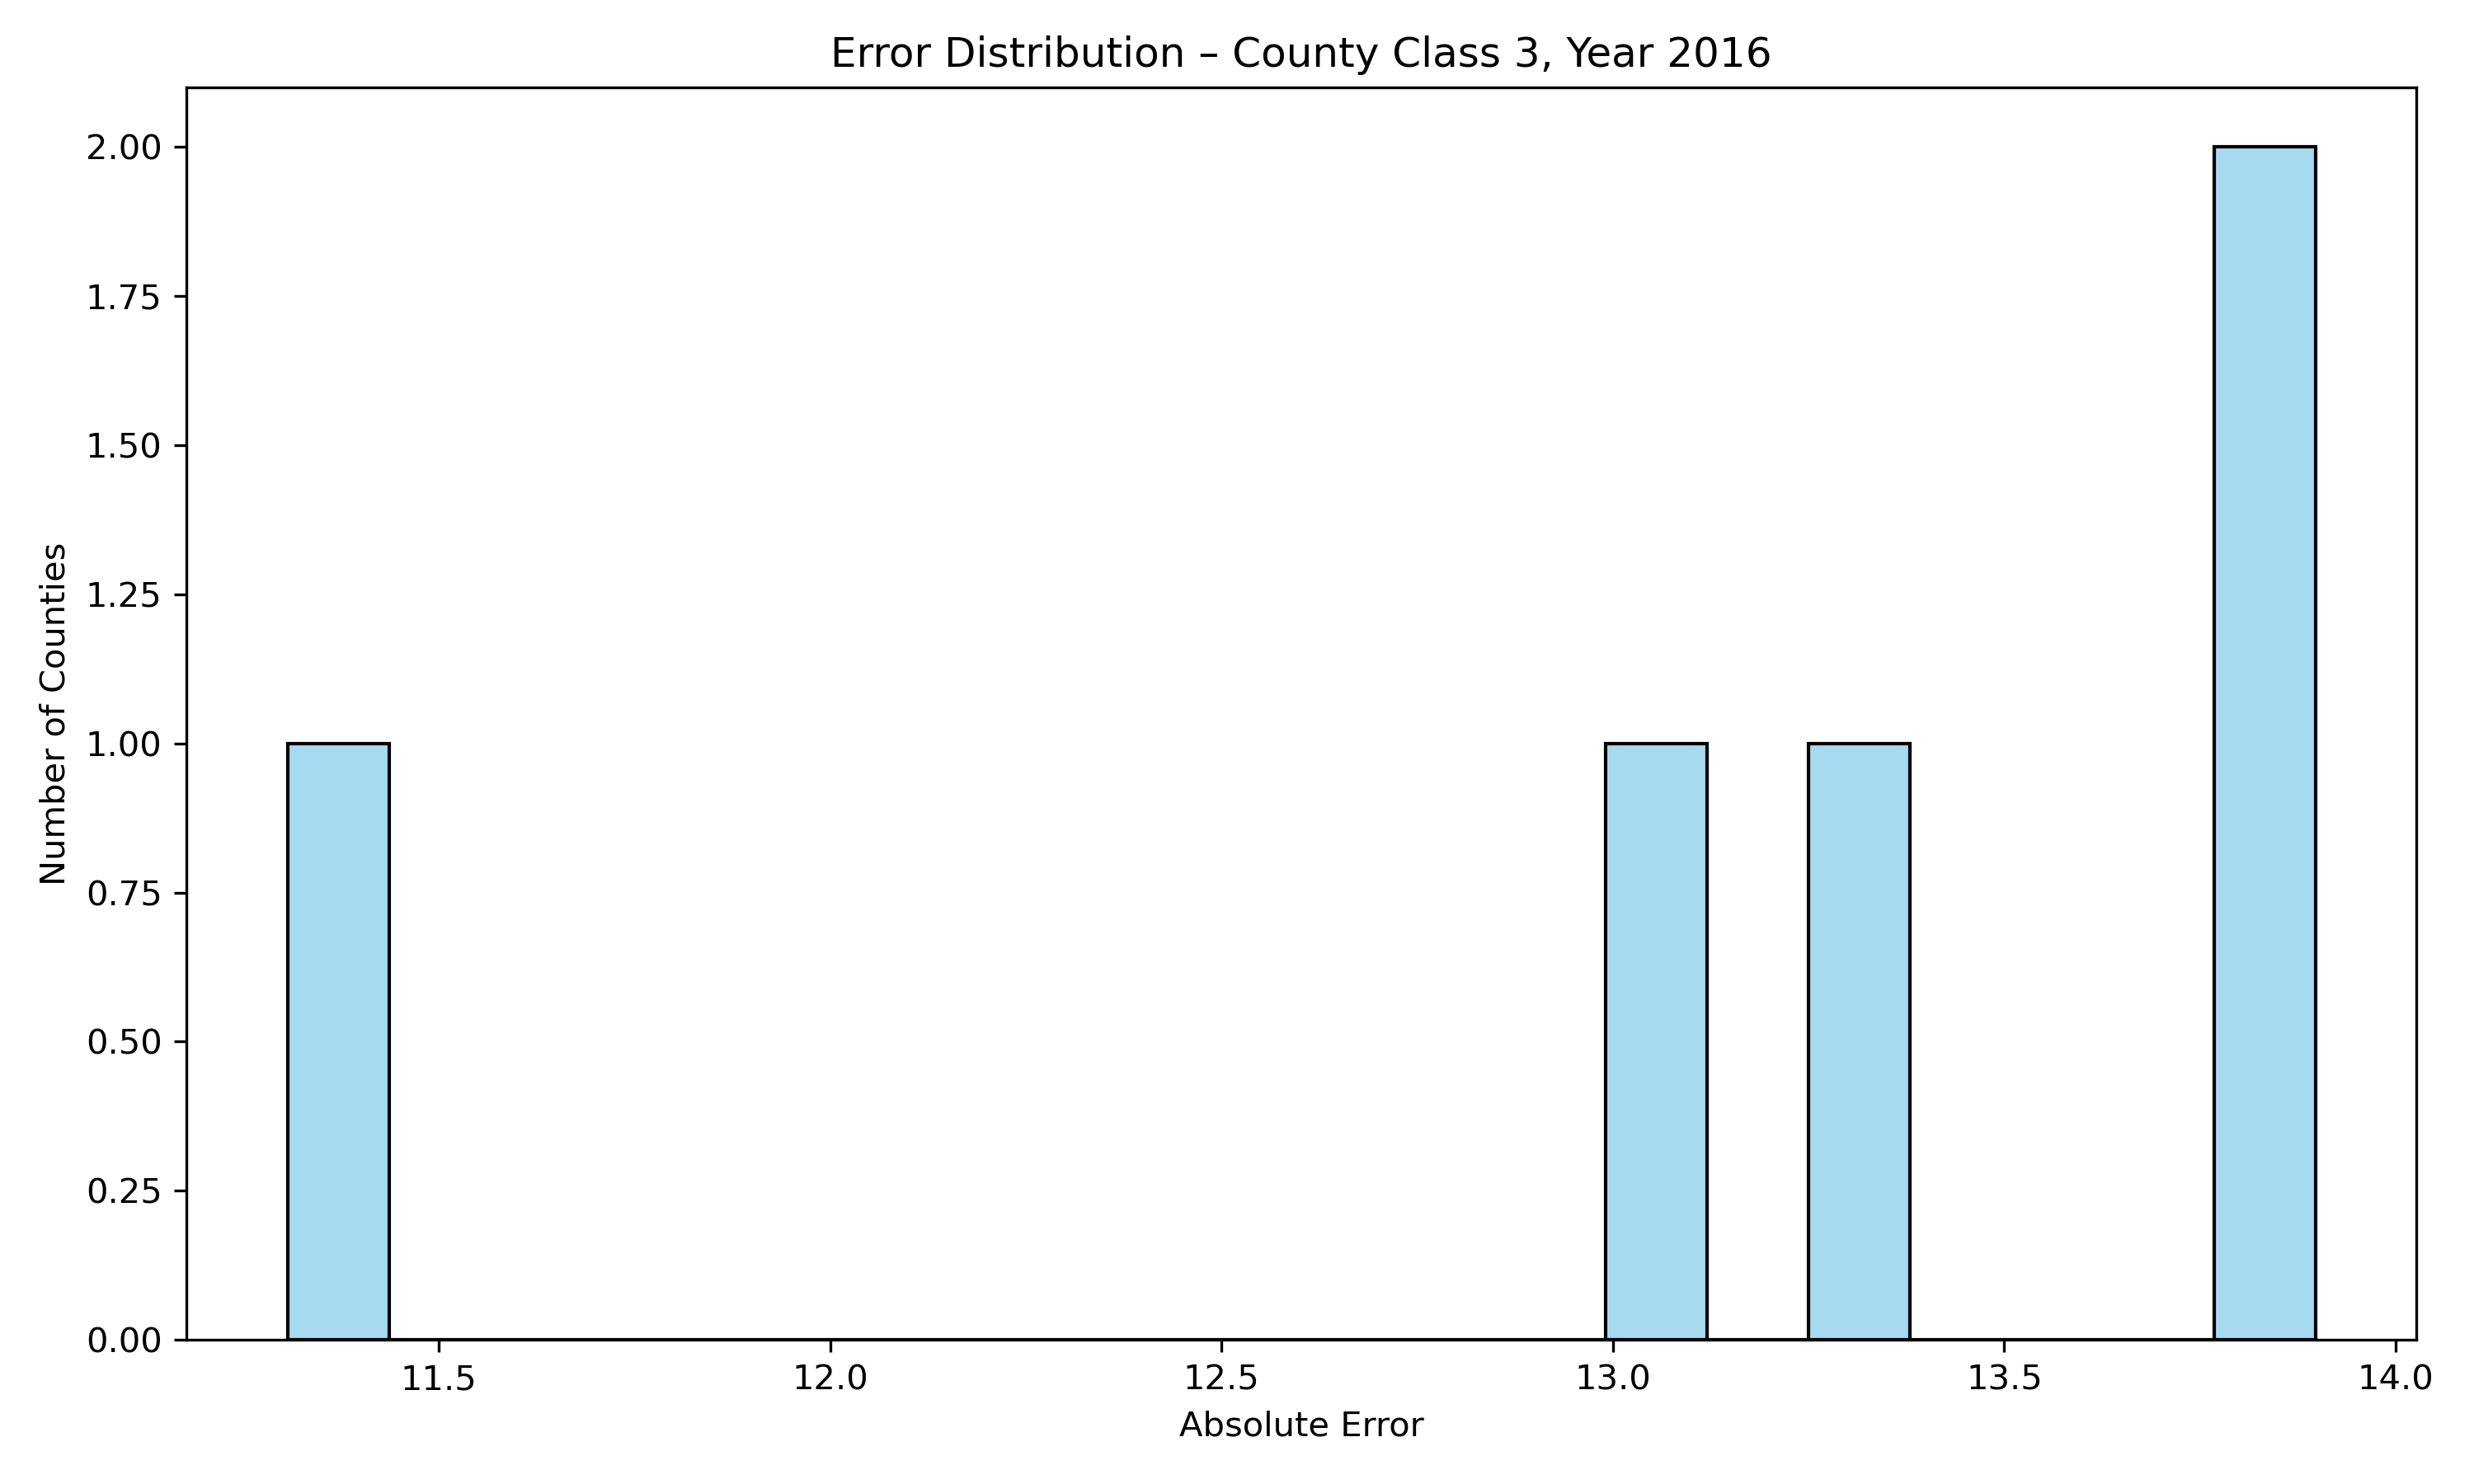 Error Distribution – County Class 3, Year 2016
Number of Counties
2.00
1.75
1.50
1.25
1.00
0.75
0.50
0.25
0.00
11.5 12.0 12.5 13.0 13.5 14.0
Absolute Error